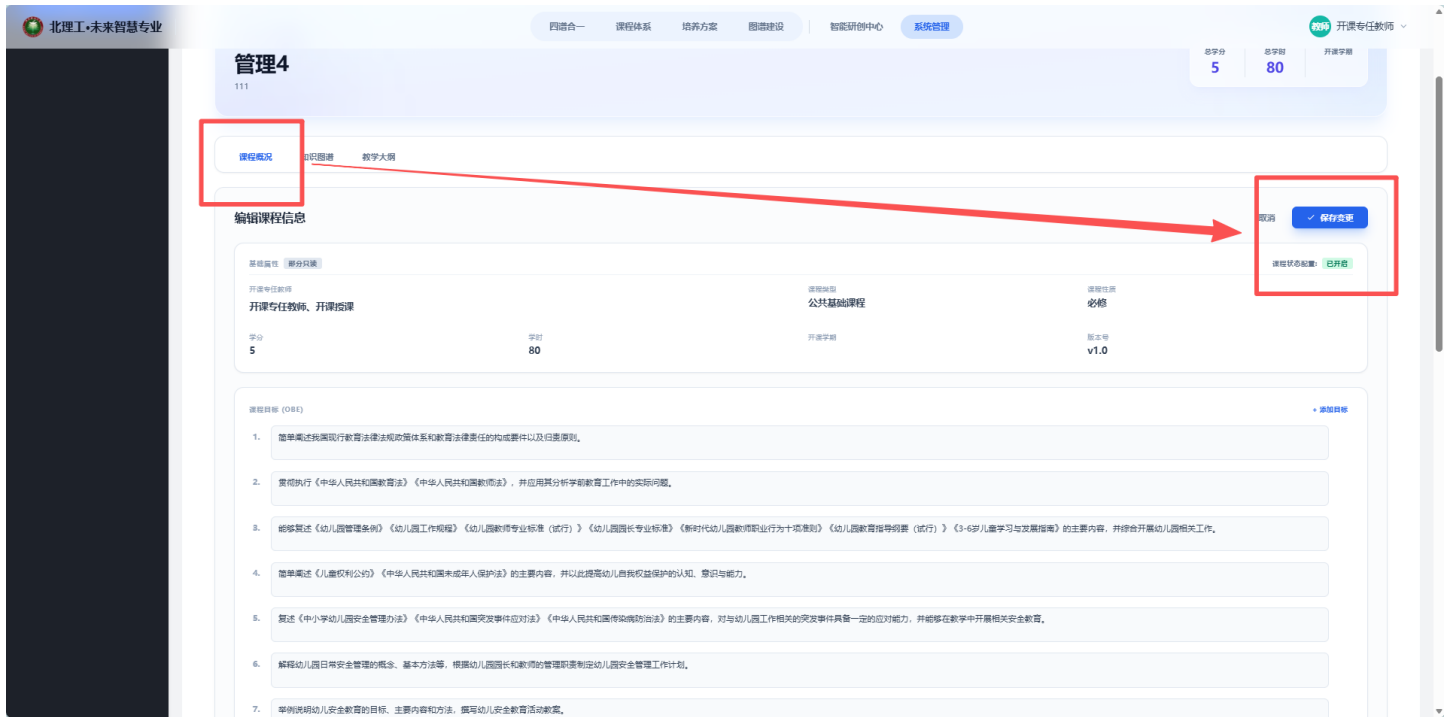 北理工·未来智慧专业
四谱合一 课程体系 培养方案 图谱建设 智能研创中心 系统管理
教师 开课专任教师
管理4
111
总学分 总学时 开课学期
5 80
课程概况 知识图谱 教学大纲
编辑课程信息
取消 保存变更
基础属性 部分只读
课程状态配置: 已开启
开课专任教师 课程类型 课程性质
开课专任教师、开课授课 公共基础课程 必修
学分 学时 开课学期 版本号
5 80 v1.0
课程目标 (OBE)
+ 添加目标
1. 简单阐述我国现行教育法律法规政策体系和教育法律责任的构成要件以及归责原则。
2. 贯彻执行《中华人民共和国教育法》《中华人民共和国教师法》，并应用其分析学前教育工作中的实际问题。
3. 能够复述《幼儿园管理条例》《幼儿园工作规程》《幼儿园教师专业标准（试行）》《幼儿园园长专业标准》《新时代幼儿园教师职业行为十项准则》《幼儿园教育指导纲要（试行）》《3-6岁儿童学习与发展指南》的主要内容，并综合开展幼儿园相关工作。
4. 简单阐述《儿童权利公约》《中华人民共和国未成年人保护法》的主要内容，并以此提高幼儿自我权益保护的认知、意识与能力。
5. 复述《中小学幼儿园安全管理办法》《中华人民共和国突发事件应对法》《中华人民共和国传染病防治法》的主要内容，对与幼儿园工作相关的突发事件具备一定的应对能力，并能够在教学中开展相关安全教育。
6. 解释幼儿园日常安全管理的概念、基本方法等，根据幼儿园园长和教师的管理职责制定幼儿园安全管理工作计划。
7. 举例说明幼儿安全教育的目标、主要内容和方法，撰写幼儿安全教育活动教案。